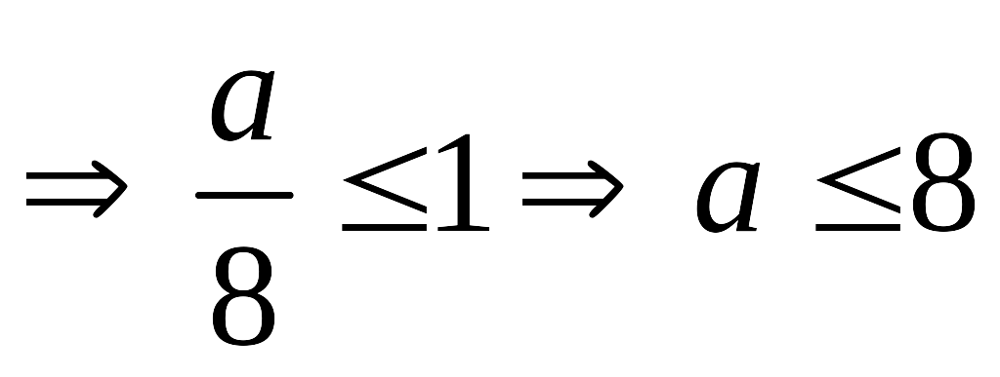 ⇒ a/8 ≤1 ⇒ a ≤8